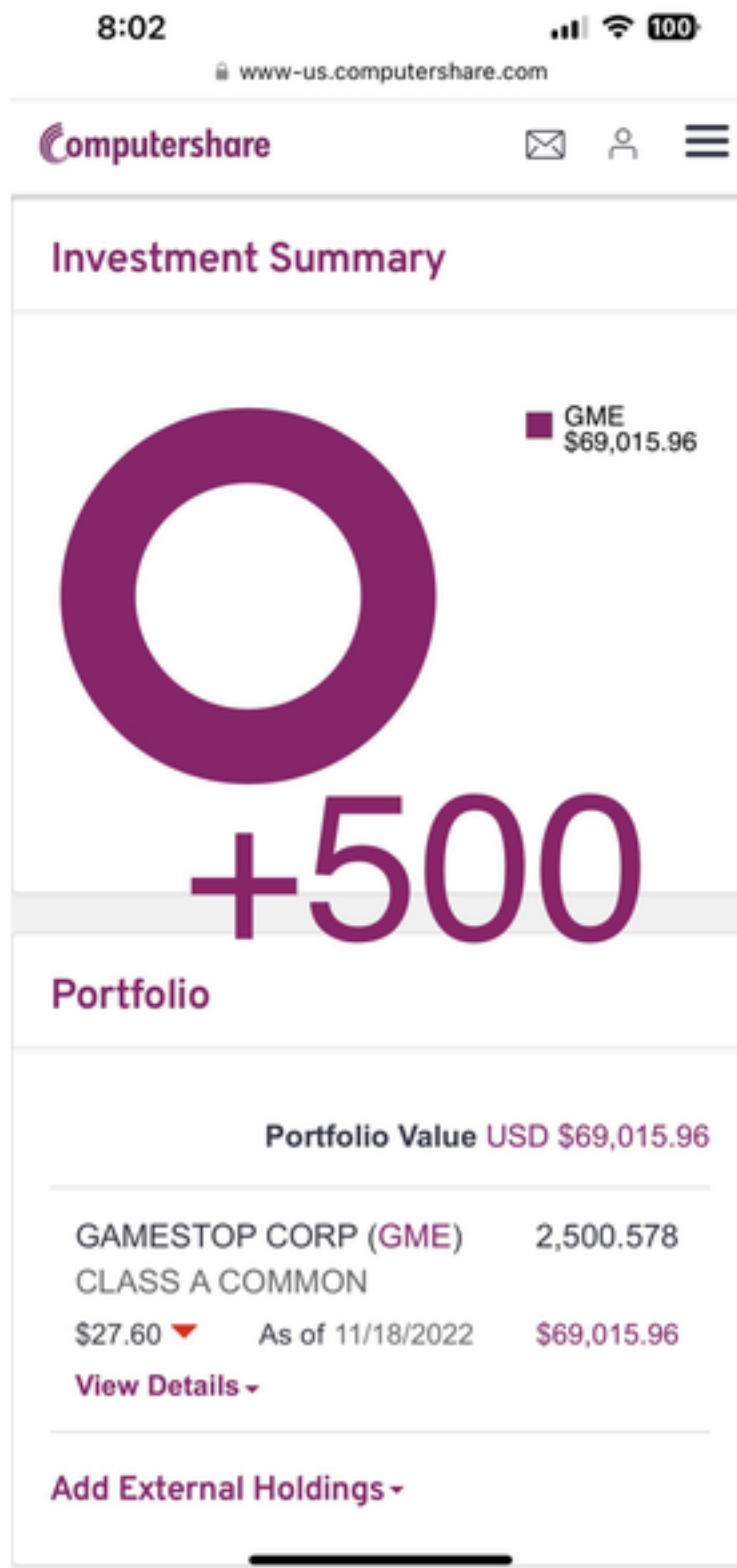 8:02
100
www-us.computershare.com
Computershare
Investment Summary
GME
$69,015.96
+500
Portfolio
Portfolio Value USD $69,015.96
GAMESTOP CORP (GME) 2,500.578
CLASS A COMMON
$27.60 As of 11/18/2022 $69,015.96
View Details
Add External Holdings